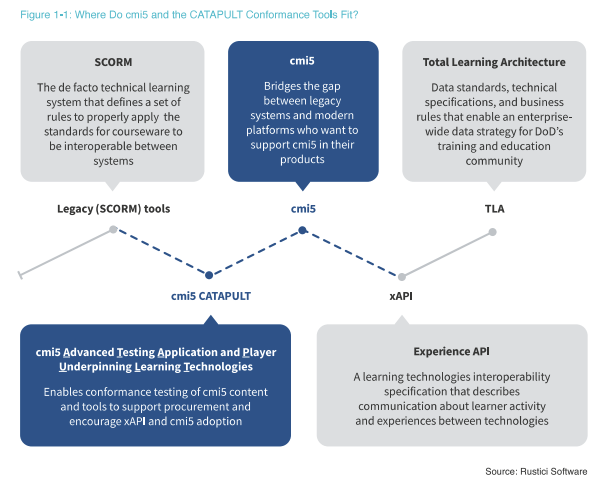 Figure 1-1: Where Do cmi5 and the CATAPULT Conformance Tools Fit?
SCORM
The de facto technical learning
system that defines a set of
rules to properly apply the
standards for courseware to
be interoperable between
systems
cmi5
Bridges the gap
between legacy
systems and modern
platforms who want to
support cmi5 in their
products
Total Learning Architecture
Data standards, technical
specifications, and business
rules that enable an enterprise-
wide data strategy for DoD’s
training and education
community
Legacy (SCORM) tools
cmi5
TLA
cmi5 CATAPULT
xAPI
cmi5 Advanced Testing Application and Player
Underpinning Learning Technologies
Enables conformance testing of cmi5 content
and tools to support procurement and
encourage xAPI and cmi5 adoption
Experience API
A learning technologies interoperability
specification that describes
communication about learner activity
and experiences between technologies
Source: Rustici Software